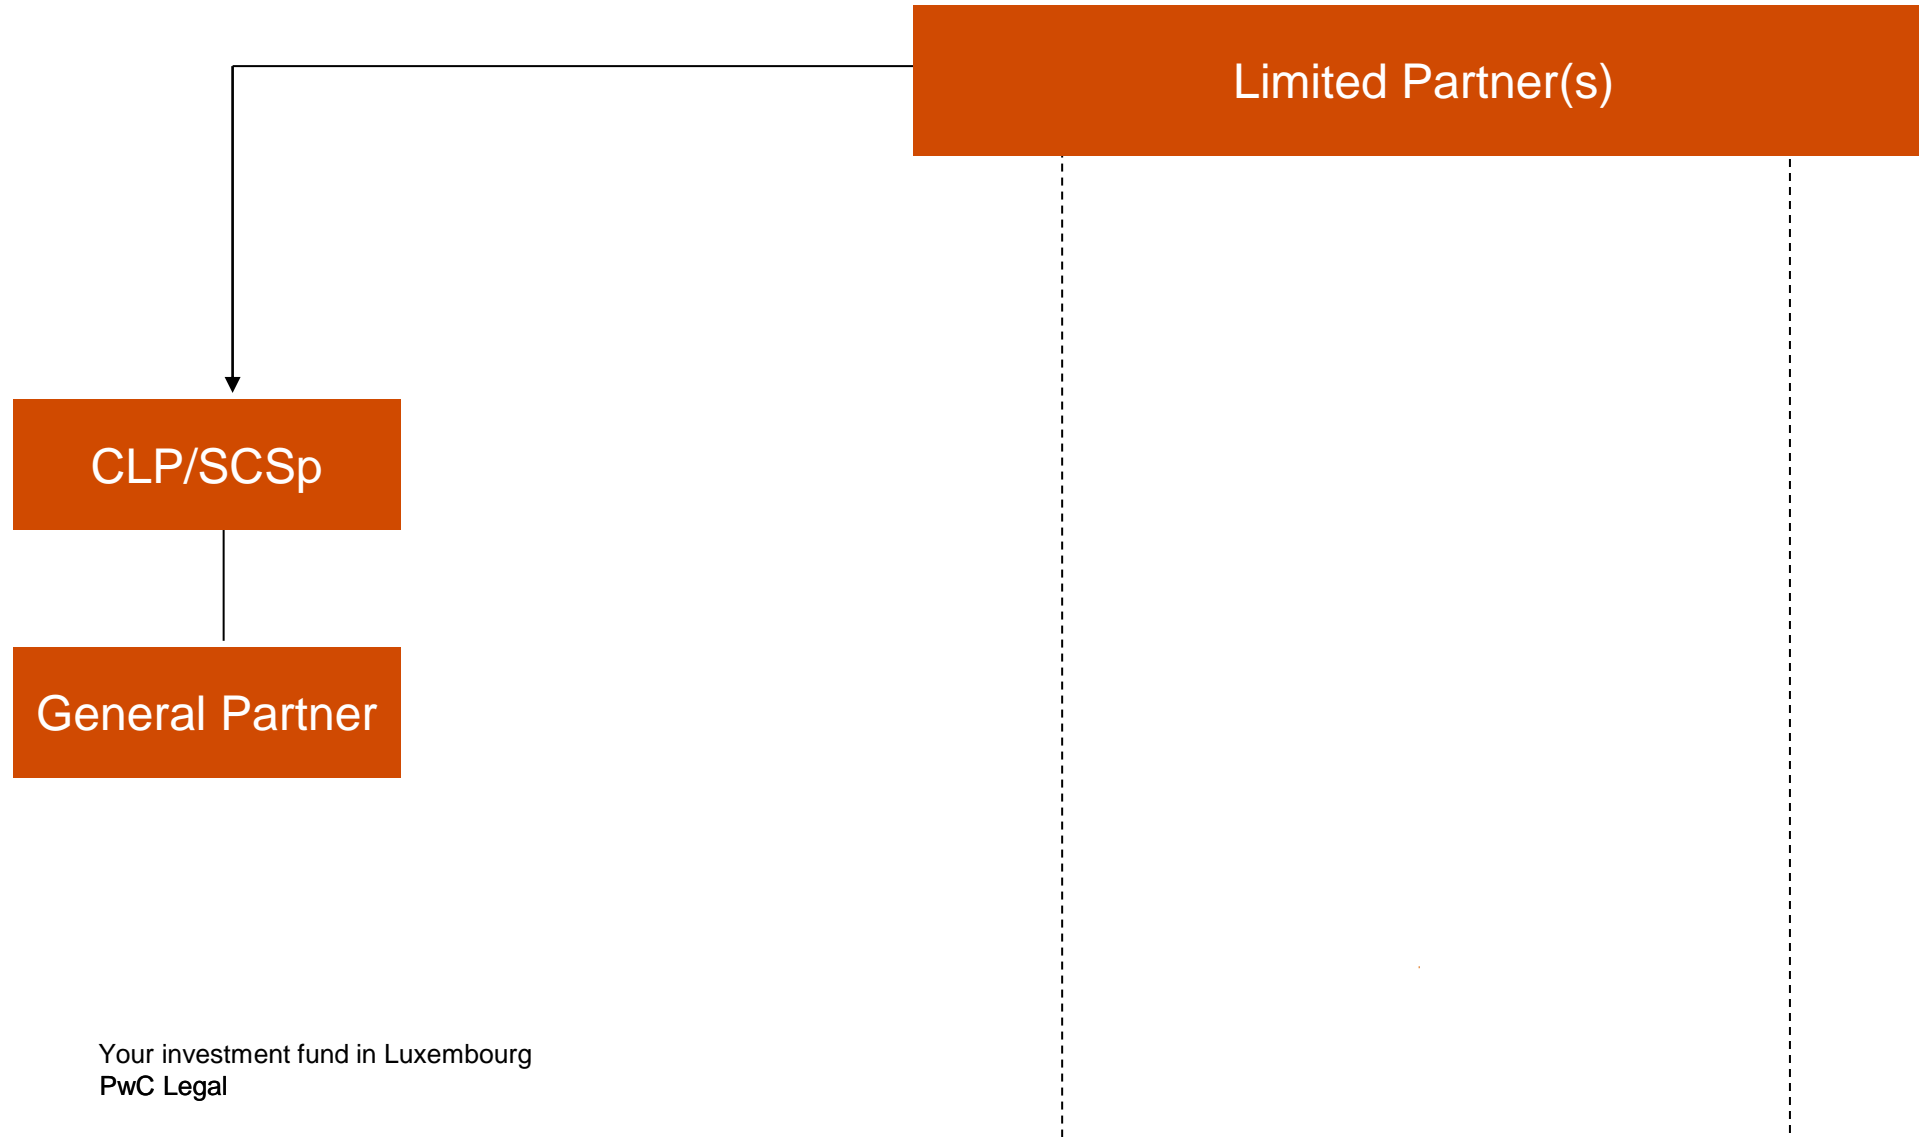 Limited Partner(s)
CLP/SCSp
General Partner
Your investment fund in Luxembourg
PwC Legal